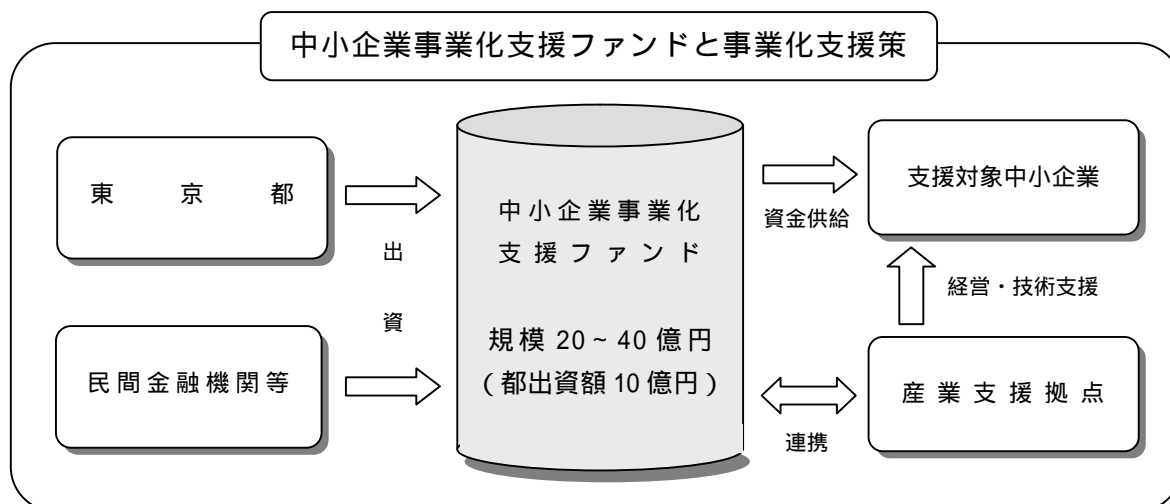 中小企業事業化支援ファンドと事業化支援策
東京都
出
資
民間金融機関等
中小企業事業化
支援ファンド
規模 20~40 億円
(都出資額 10 億円)
資金供給
支援対象中小企業
経営・技術支援
連携
産業支援拠点